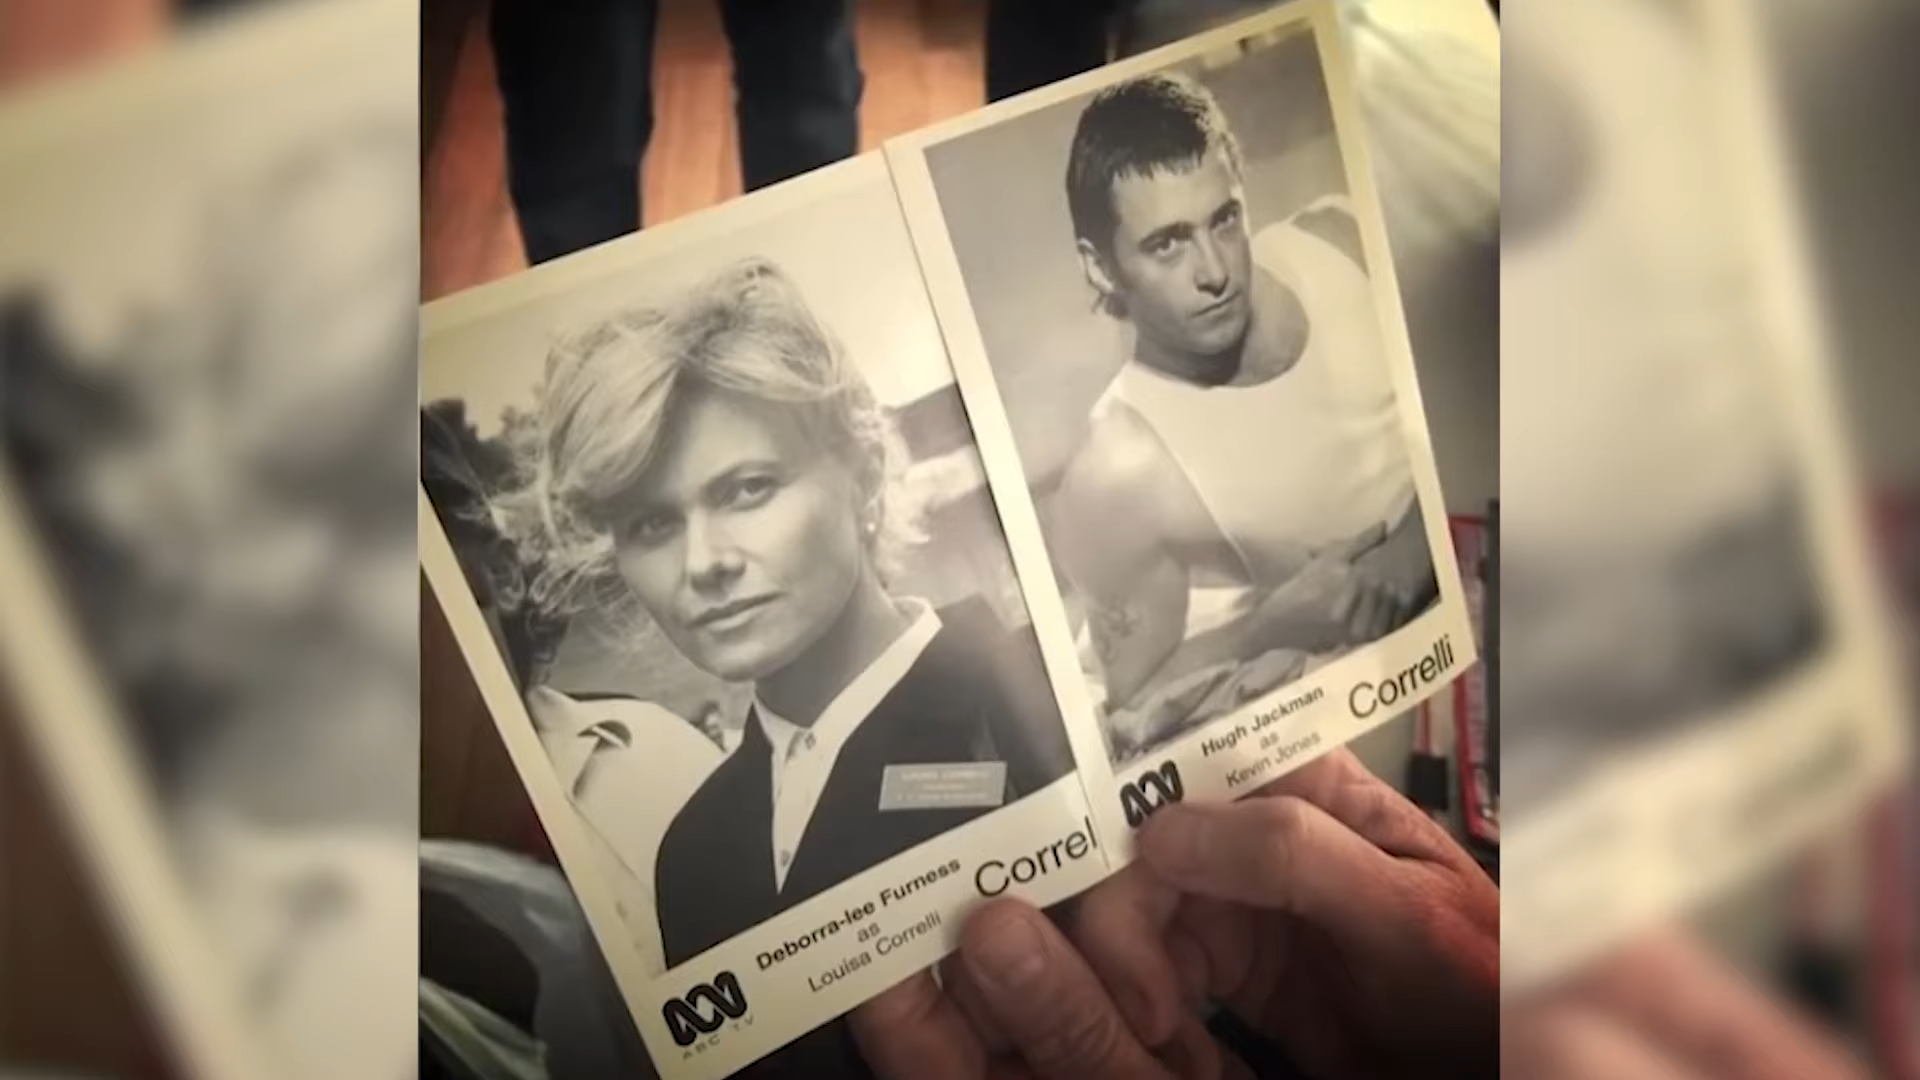 Deborra-lee Furness
as
Louisa Correlli
Correl
ABC TV
Hugh Jackman
as
Kevin Jones
Correlli